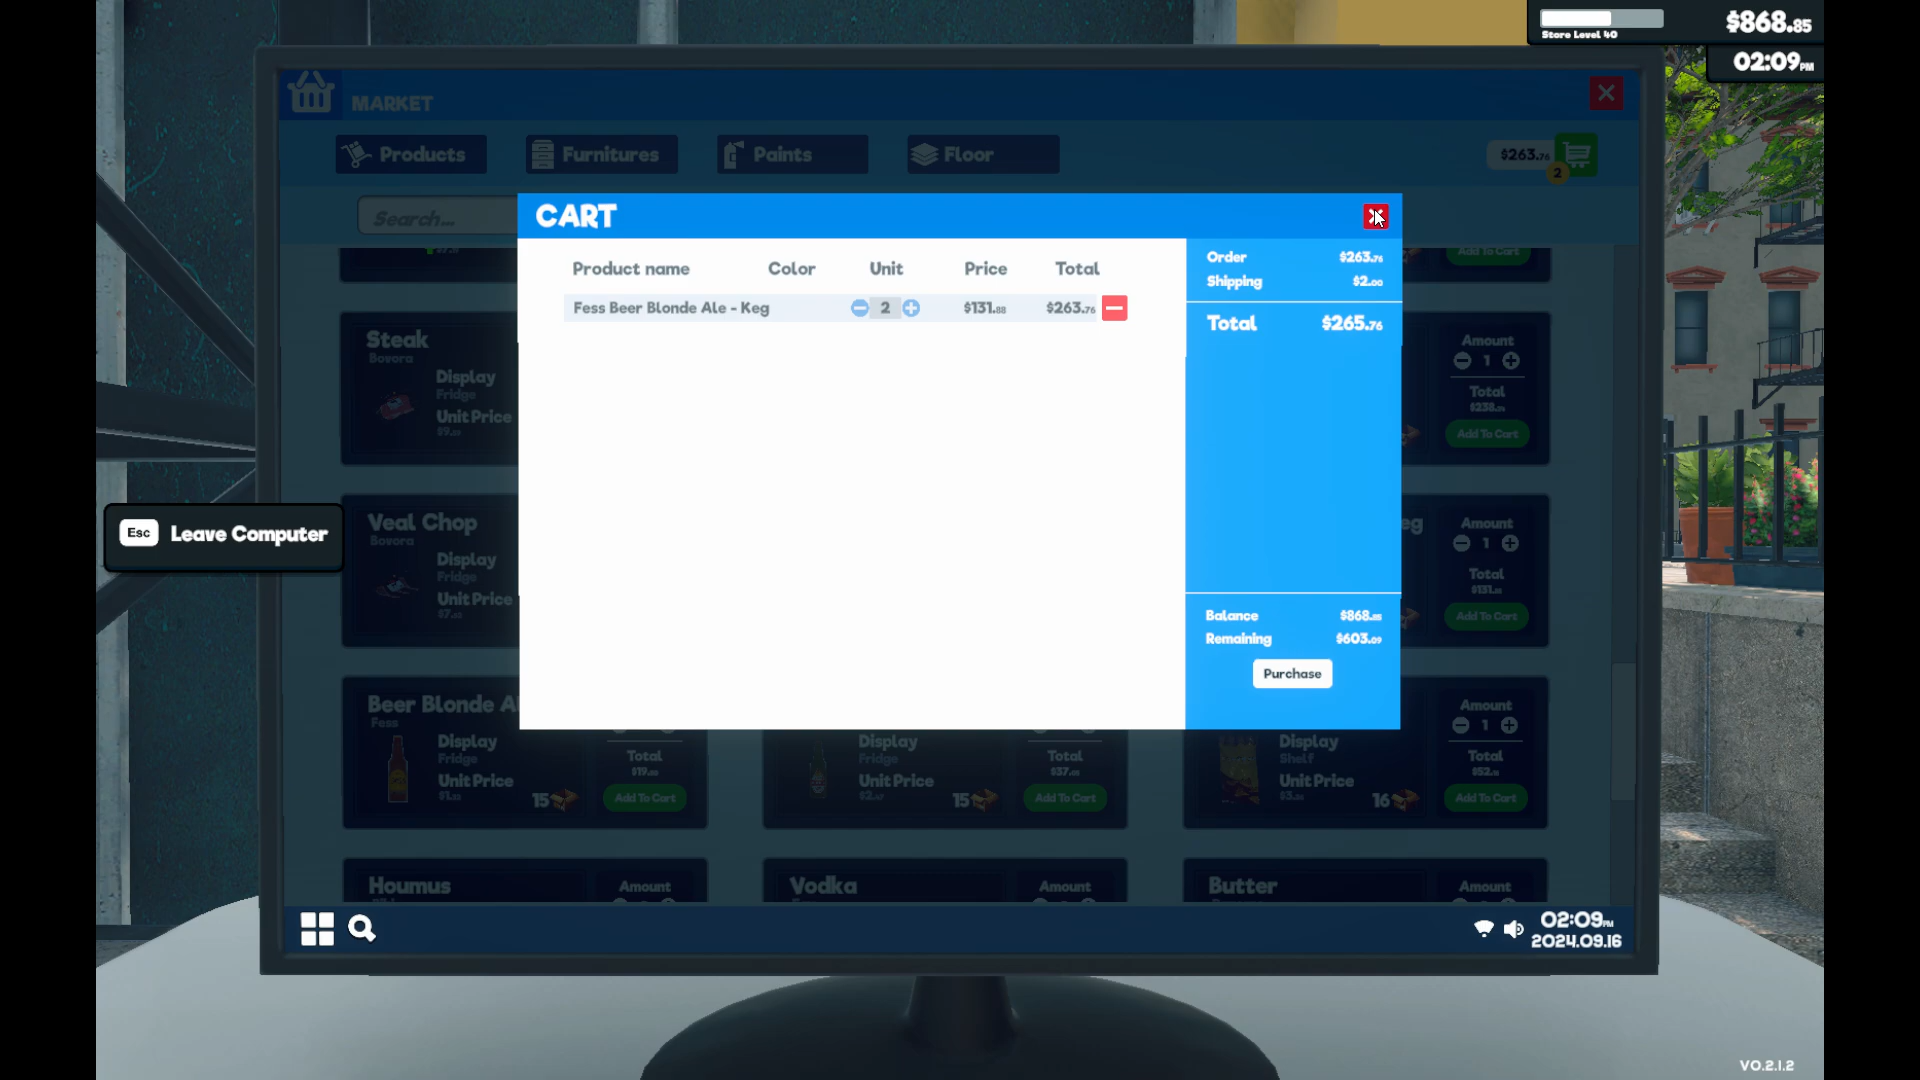 $868.85
Store Level 40
02:09PM
MARKET
Products
Furnitures
Paints
Floor
$263.76
2
Search...
Add To Cart
CART
Product name Color Unit Price Total
Fess Beer Blonde Ale - Keg 2 $131.88 $263.76
Order $263.76
Shipping $2.00
Total $265.76
Balance $868.85
Remaining $603.09
Purchase
Steak
Bovora
Display
Fridge
Unit Price
Amount
1
Total
Add To Cart
Esc Leave Computer
Veal Chop
Bovora
Display
Fridge
Unit Price
eg
Amount
1
Total
Add To Cart
Beer Blonde Al
Fess
Display
Fridge
Unit Price
15
Total
Add To Cart
Display
Fridge
Unit Price
15
Total
Add To Cart
Display
Shelf
Unit Price
16
Amount
1
Total
Add To Cart
Houmus
Amount
Vodka
Amount
Butter
Amount
02:09PM
2024.09.16
V0.2.1.2